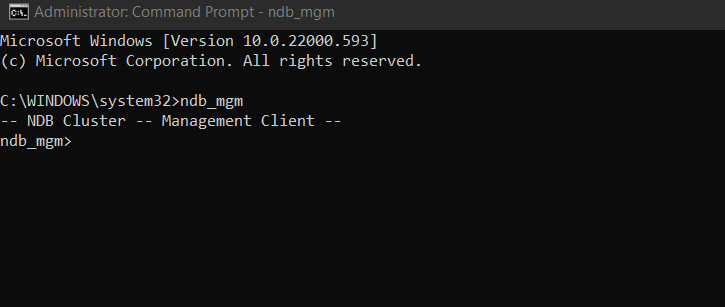 Administrator: Command Prompt - ndb_mgm
Microsoft Windows [Version 10.0.22000.593]
(c) Microsoft Corporation. All rights reserved.
C:\WINDOWS\system32>ndb_mgm
-- NDB Cluster -- Management Client --
ndb_mgm>